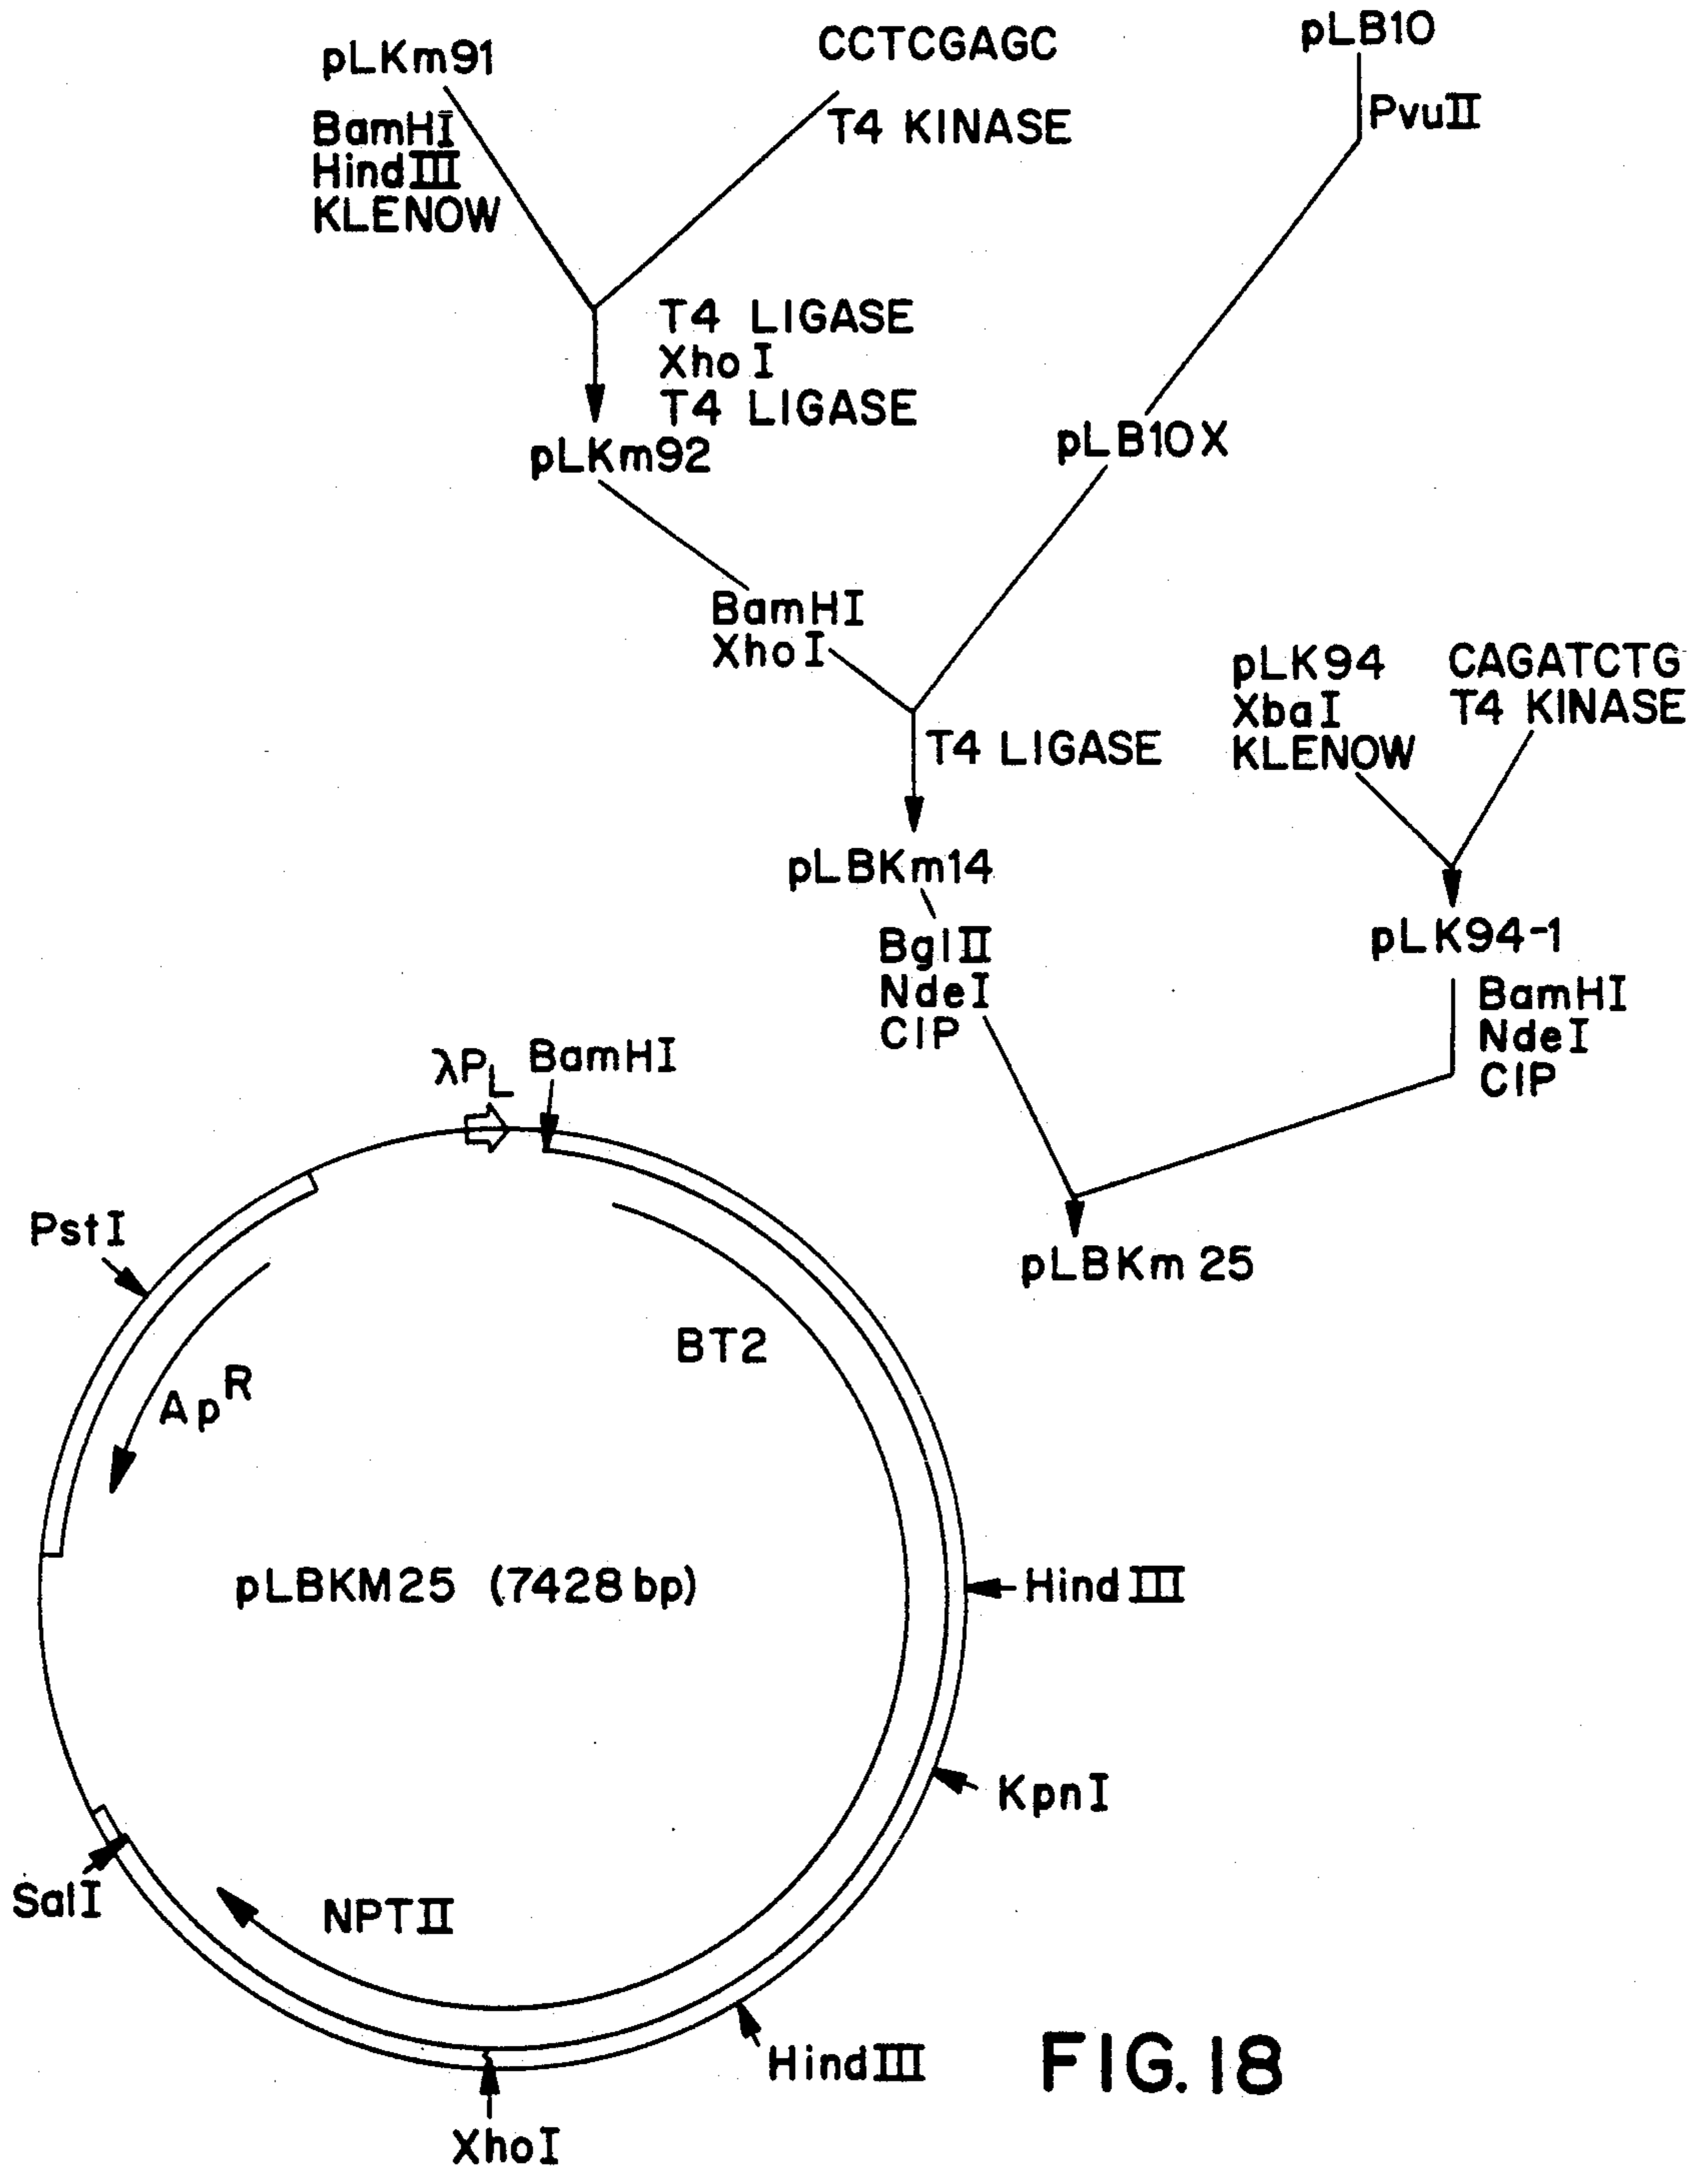 pLKm91
BamHI
HindIII
KLENOW
CCTCGAGC
T4 KINASE
pLB10
PvuII
T4 LIGASE
XhoI
T4 LIGASE
pLKm92
pLB10X
BamHI
XhoI
T4 LIGASE
pLK94
XbaI
KLENOW
CAGATCTG
T4 KINASE
pLBKm14
BglII
NdeI
CIP
pLK94-1
BamHI
NdeI
CIP
pLBKm 25
λPL
BamHI
PstI
ApR
BT2
pLBKM25 (7428bp)
HindIII
KpnI
SalI
NPTII
HindIII
XhoI
FIG. 18